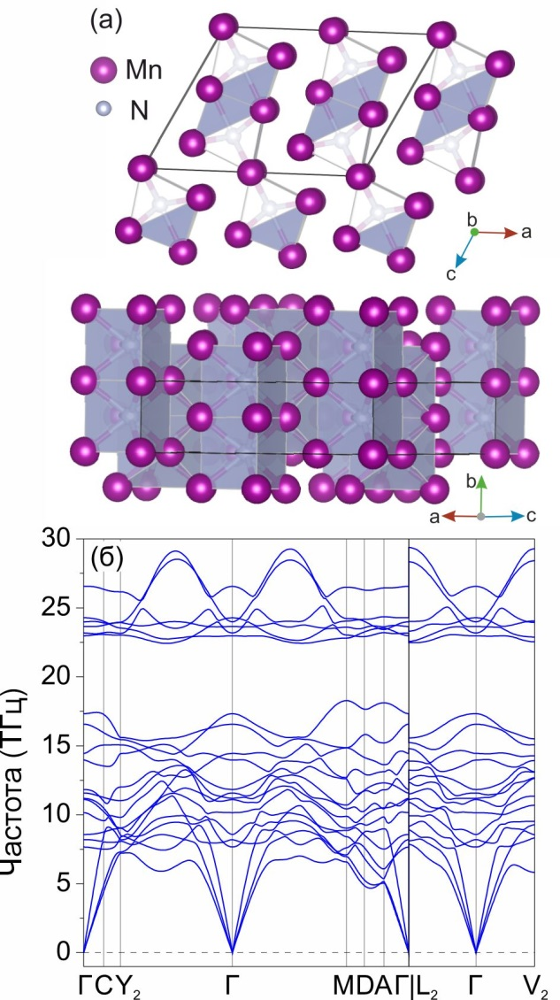 (а)
Mn
N
b
a
c
b
a
c
(б)
30
25
20
15
10
5
0
Частота (ТГц)
Γ C Y₂ Γ M D A Γ|L₂ Γ V₂